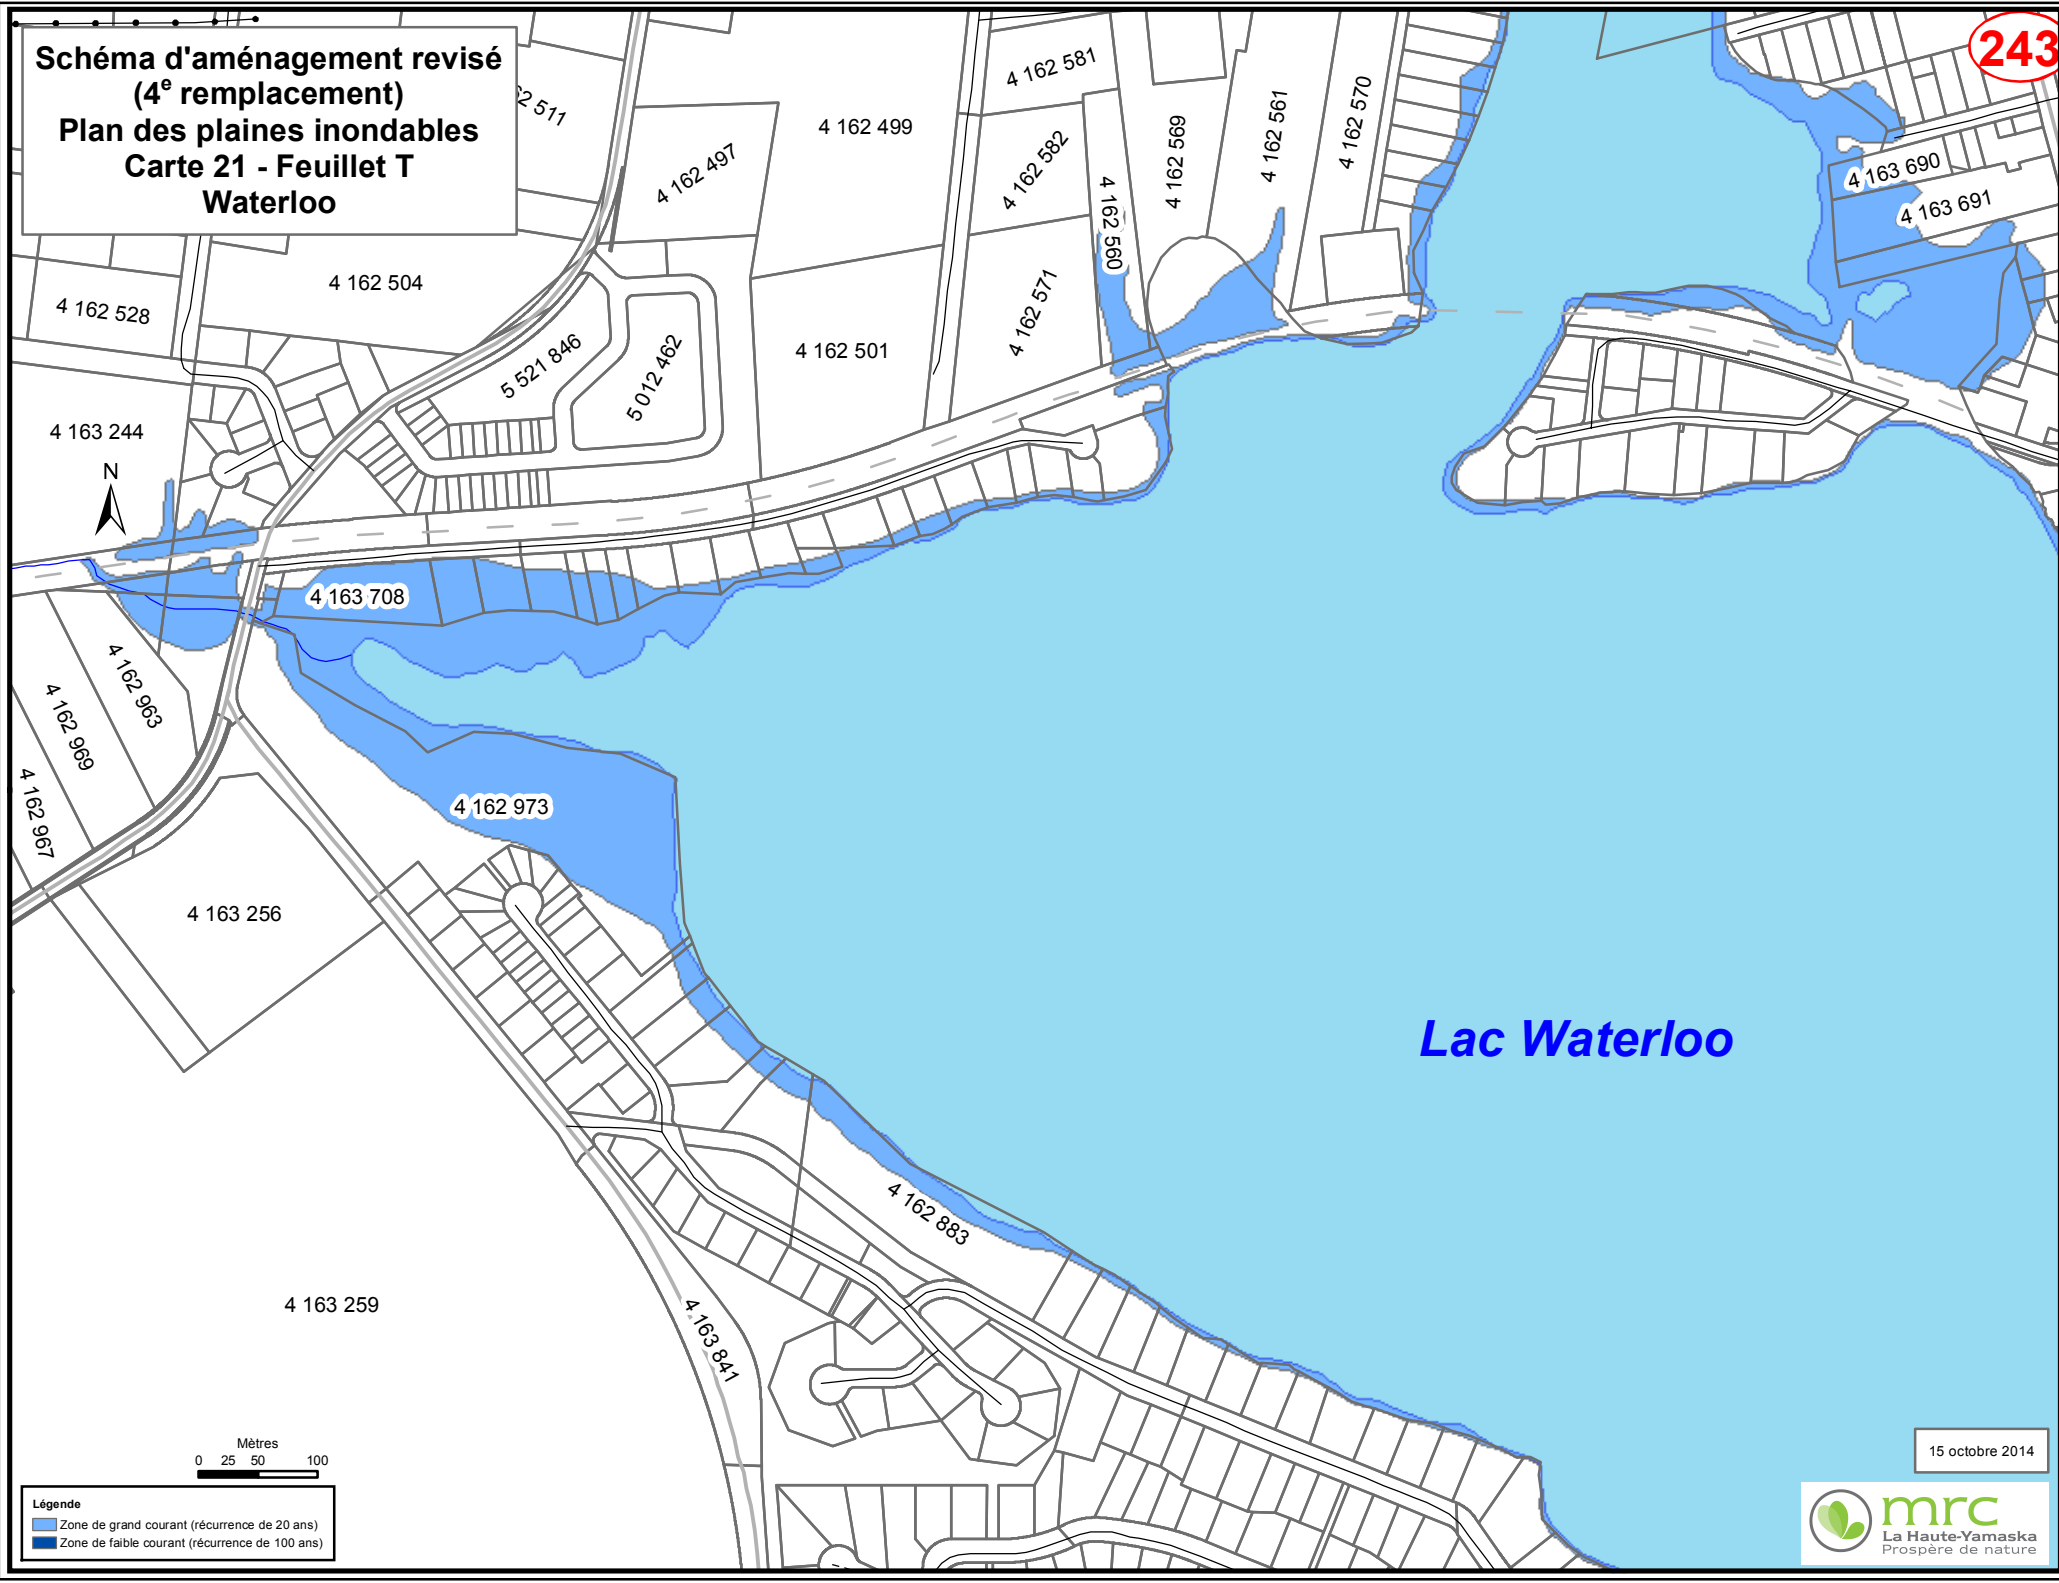 Schéma d'aménagement revisé
(4e remplacement)
Plan des plaines inondables
Carte 21 - Feuillet T
Waterloo
243
4 162 581
4 162 499
4 162 497
4 162 582
4 162 560
4 162 569
4 162 561
4 162 570
4 163 690
4 163 691
4 162 504
4 162 528
4 162 571
5 521 846
5 012 462
4 162 501
4 163 244
N
4 163 708
4 162 963
4 162 969
4 162 967
4 162 973
4 163 256
Lac Waterloo
4 162 883
4 163 259
4 163 841
Mètres
0 25 50 100
Légende
Zone de grand courant (récurrence de 20 ans)
Zone de faible courant (récurrence de 100 ans)
15 octobre 2014
mrc
La Haute-Yamaska
Prospère de nature